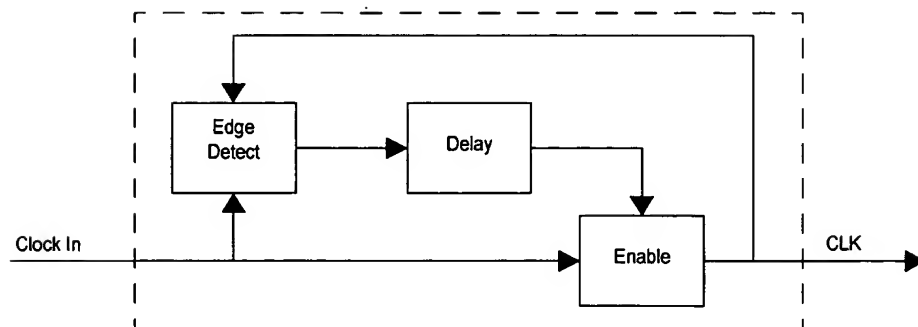 Edge
Detect
Delay
Clock In
Enable
CLK